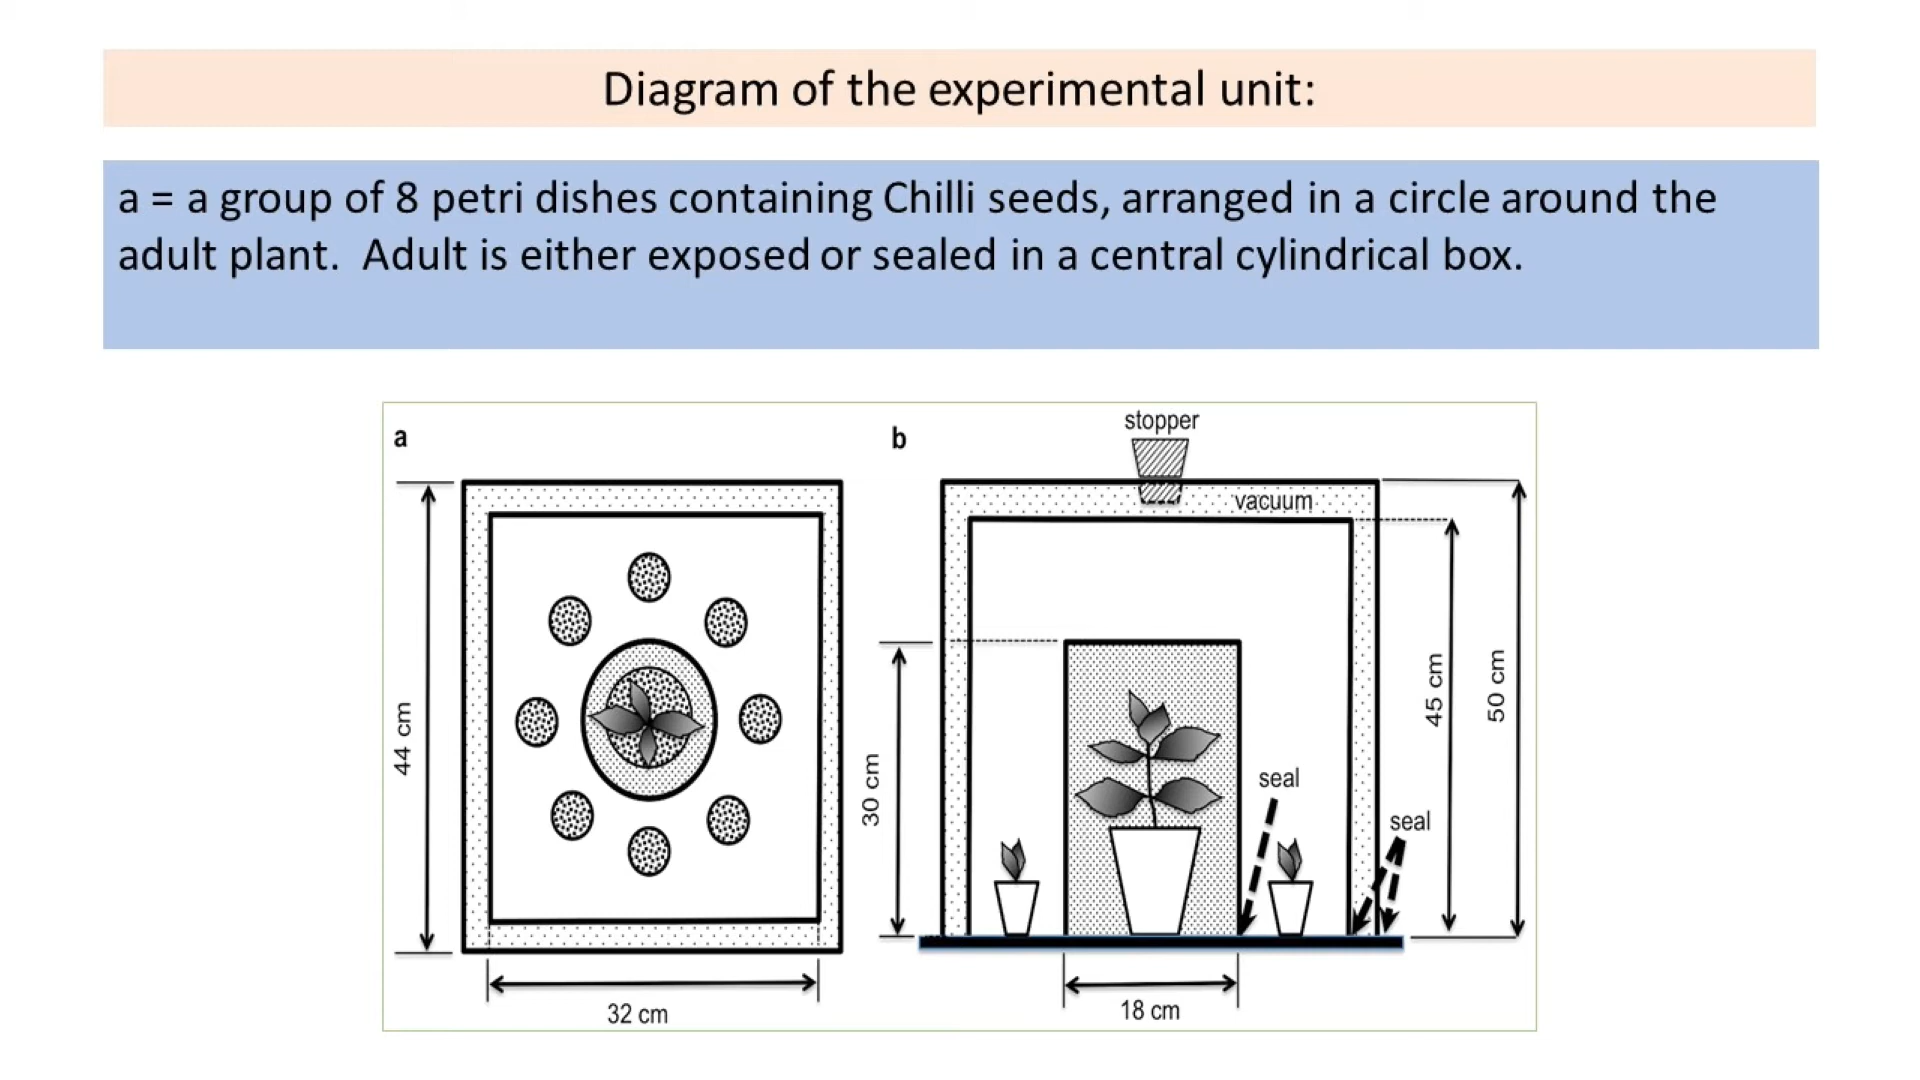 Diagram of the experimental unit:
a = a group of 8 petri dishes containing Chilli seeds, arranged in a circle around the
adult plant.  Adult is either exposed or sealed in a central cylindrical box.
a
44 cm
32 cm
b
stopper
vacuum
30 cm
seal
seal
45 cm
50 cm
18 cm